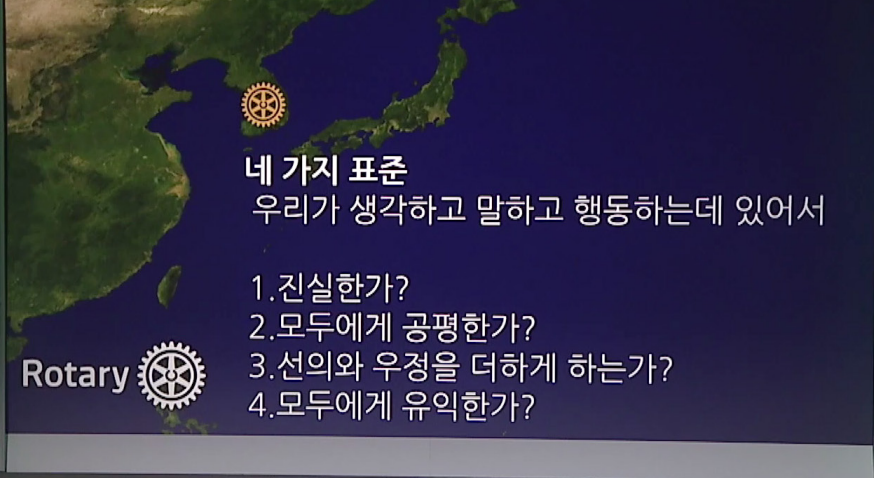 네 가지 표준
우리가 생각하고 말하고 행동하는데 있어서
1.진실한가?
2.모두에게 공평한가?
3.선의와 우정을 더하게 하는가?
4.모두에게 유익한가?
Rotary